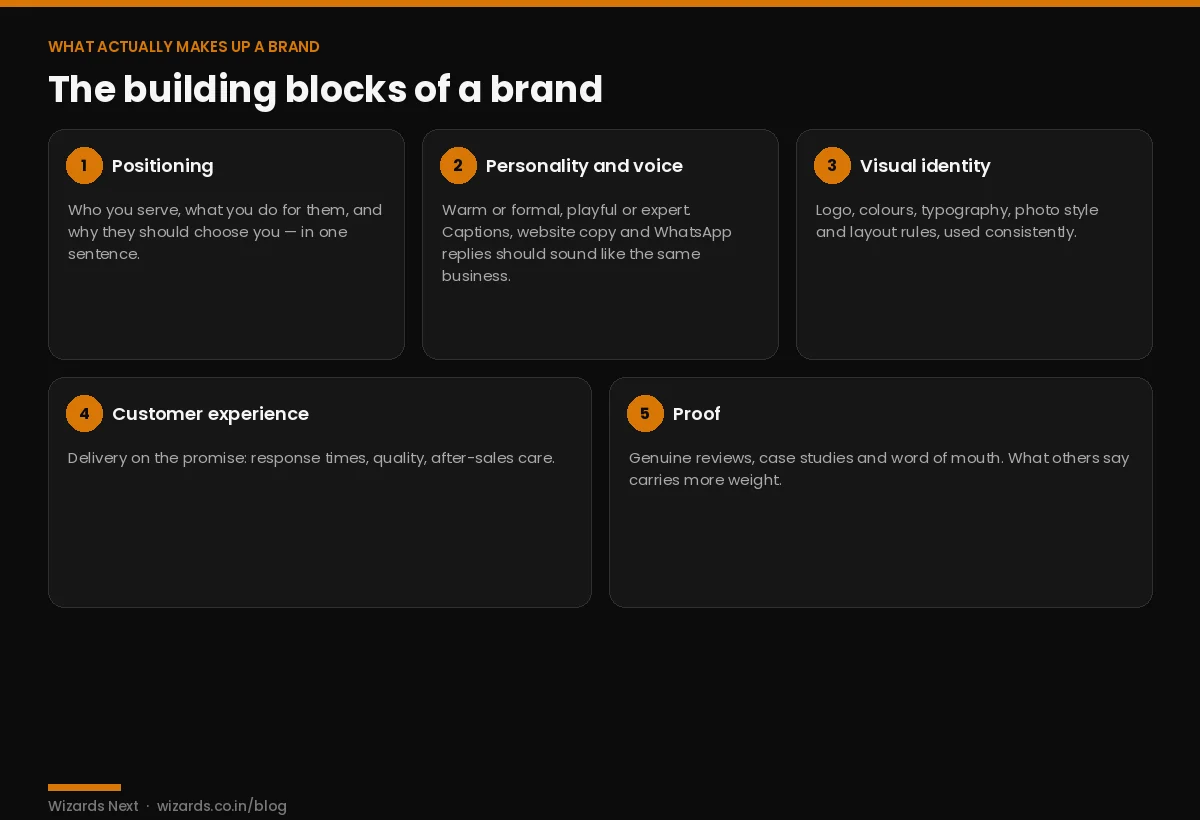 WHAT ACTUALLY MAKES UP A BRAND
The building blocks of a brand
1 Positioning
Who you serve, what you do for them, and
why they should choose you — in one
sentence.
2 Personality and voice
Warm or formal, playful or expert.
Captions, website copy and WhatsApp
replies should sound like the same
business.
3 Visual identity
Logo, colours, typography, photo style
and layout rules, used consistently.
4 Customer experience
Delivery on the promise: response times, quality, after-sales care.
5 Proof
Genuine reviews, case studies and word of mouth. What others say
carries more weight.
Wizards Next · wizards.co.in/blog